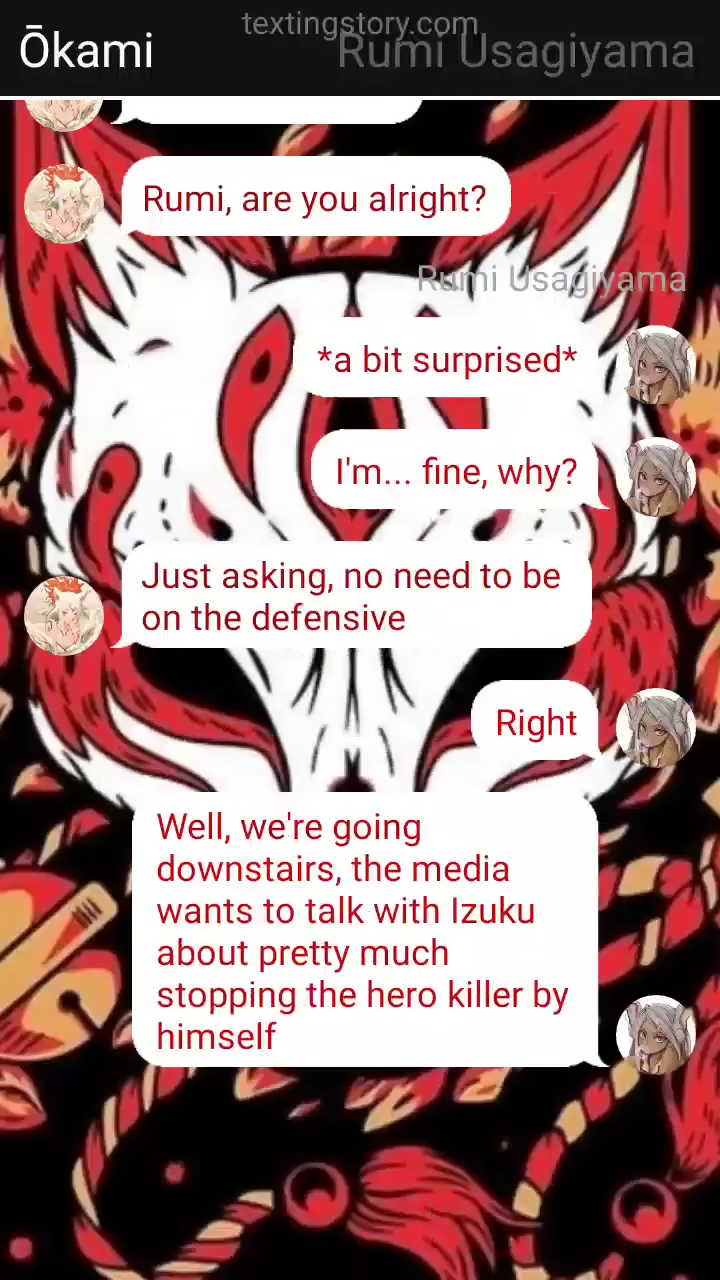 textingstory.com
Ōkami
Rumi Usagiyama
Rumi, are you alright?
Rumi Usagiyama
*a bit surprised*
I'm... fine, why?
Just asking, no need to be
on the defensive
Right
Well, we're going
downstairs, the media
wants to talk with Izuku
about pretty much
stopping the hero killer by
himself